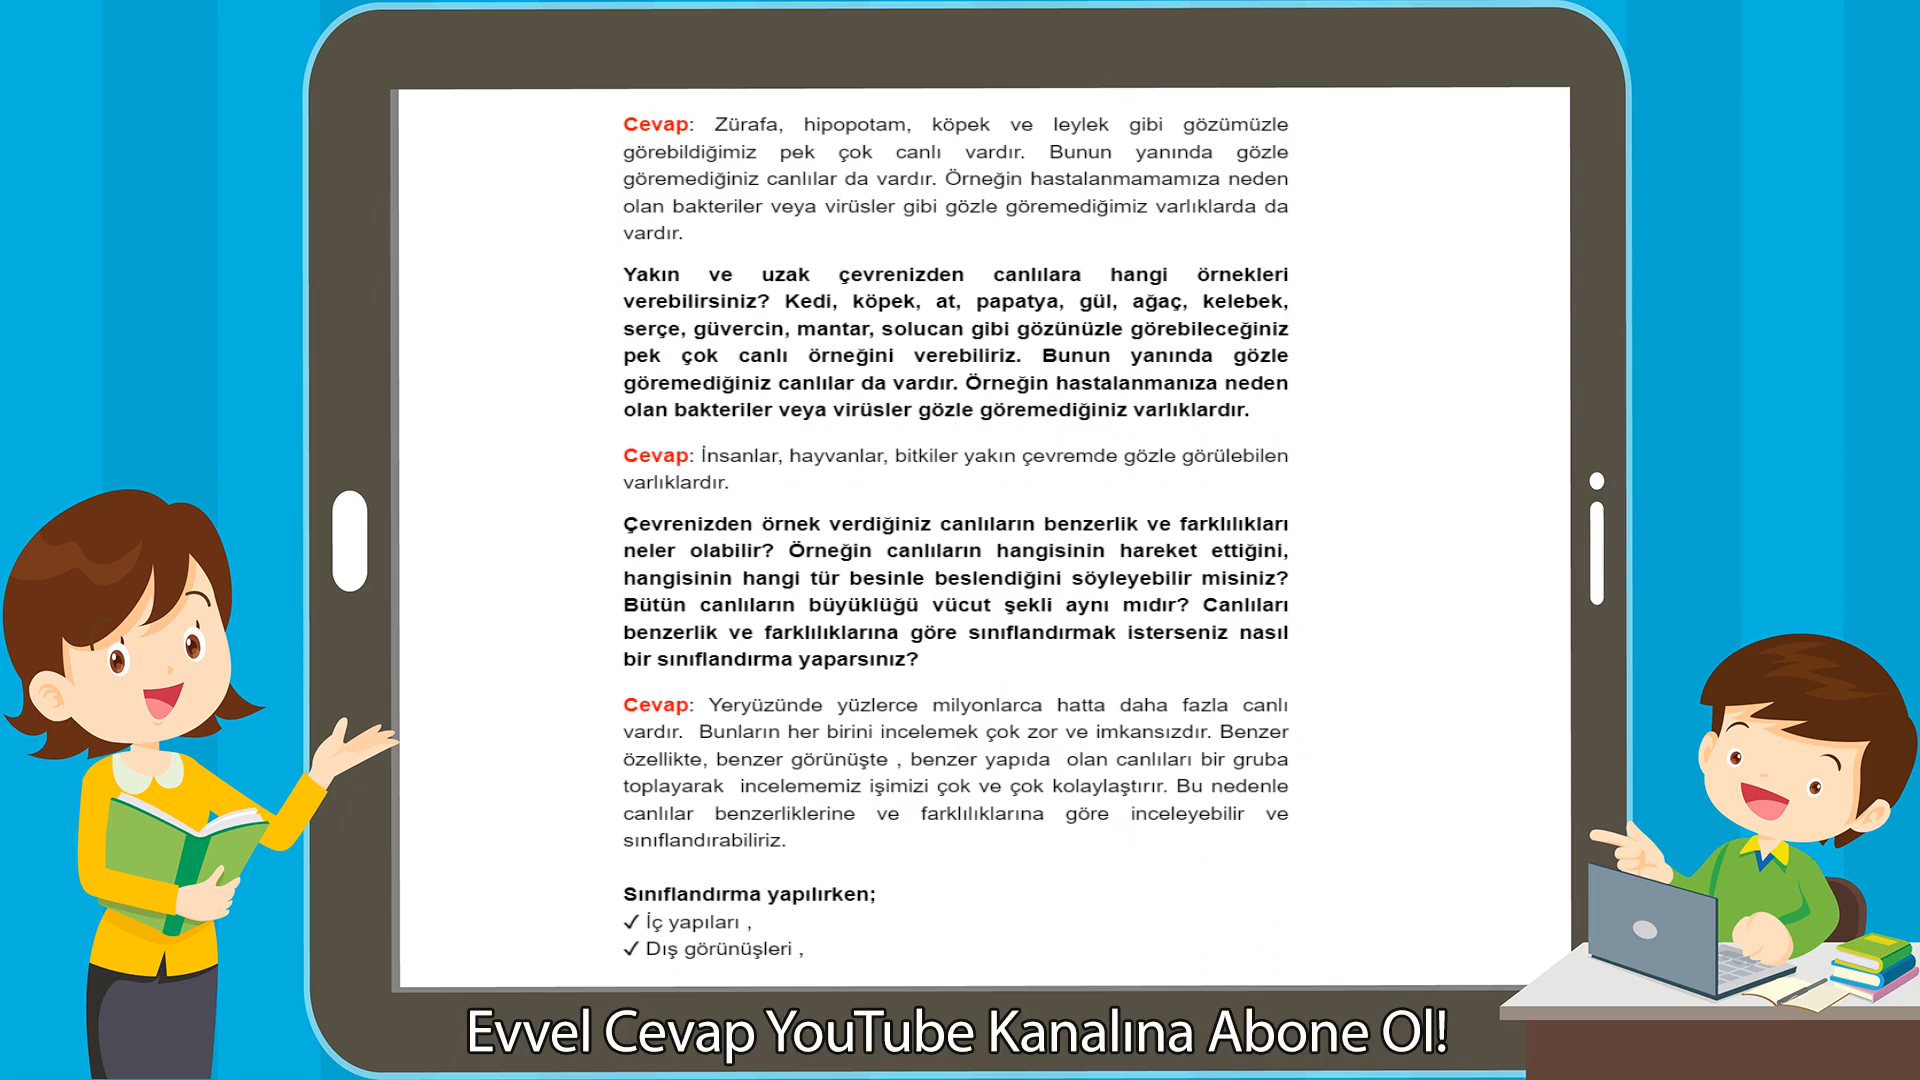 Cevap: Zürafa, hipopotam, köpek ve leylek gibi gözümüzle
görebildiğimiz pek çok canlı vardır. Bunun yanında gözle
göremediğiniz canlılar da vardır. Örneğin hastalanmamamıza neden
olan bakteriler veya virüsler gibi gözle göremediğimiz varlıklarda da
vardır.
Yakın ve uzak çevrenizden canlılara hangi örnekleri
verebilirsiniz? Kedi, köpek, at, papatya, gül, ağaç, kelebek,
serçe, güvercin, mantar, solucan gibi gözünüzle görebileceğiniz
pek çok canlı örneğini verebiliriz. Bunun yanında gözle
göremediğiniz canlılar da vardır. Örneğin hastalanmanıza neden
olan bakteriler veya virüsler gözle göremediğiniz varlıklardır.
Cevap: İnsanlar, hayvanlar, bitkiler yakın çevremde gözle görülebilen
varlıklardır.
Çevrenizden örnek verdiğiniz canlıların benzerlik ve farklılıkları
neler olabilir? Örneğin canlıların hangisinin hareket ettiğini,
hangisinin hangi tür besinle beslendiğini söyleyebilir misiniz?
Bütün canlıların büyüklüğü vücut şekli aynı mıdır? Canlıları
benzerlik ve farklılıklarına göre sınıflandırmak isterseniz nasıl
bir sınıflandırma yaparsınız?
Cevap: Yeryüzünde yüzlerce milyonlarca hatta daha fazla canlı
vardır. Bunların her birini incelemek çok zor ve imkansızdır. Benzer
özellikte, benzer görünüşte , benzer yapıda olan canlıları bir gruba
toplayarak incelememiz işimizi çok ve çok kolaylaştırır. Bu nedenle
canlılar benzerliklerine ve farklılıklarına göre inceleyebilir ve
sınıflandırabiliriz.
Sınıflandırma yapılırken;
✓ İç yapıları ,
✓ Dış görünüşleri ,
Evvel Cevap YouTube Kanalına Abone Ol!